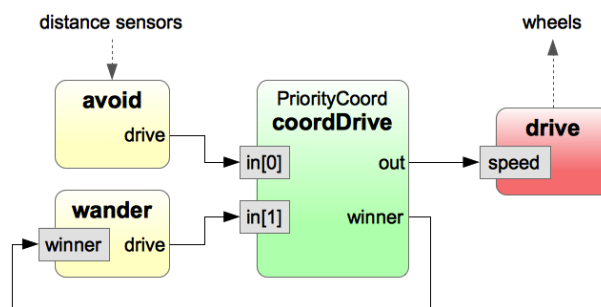 distance sensors
wheels
avoid
drive
PriorityCoord
coordDrive
in[0]
out
drive
speed
wander
winner
drive
in[1]
winner